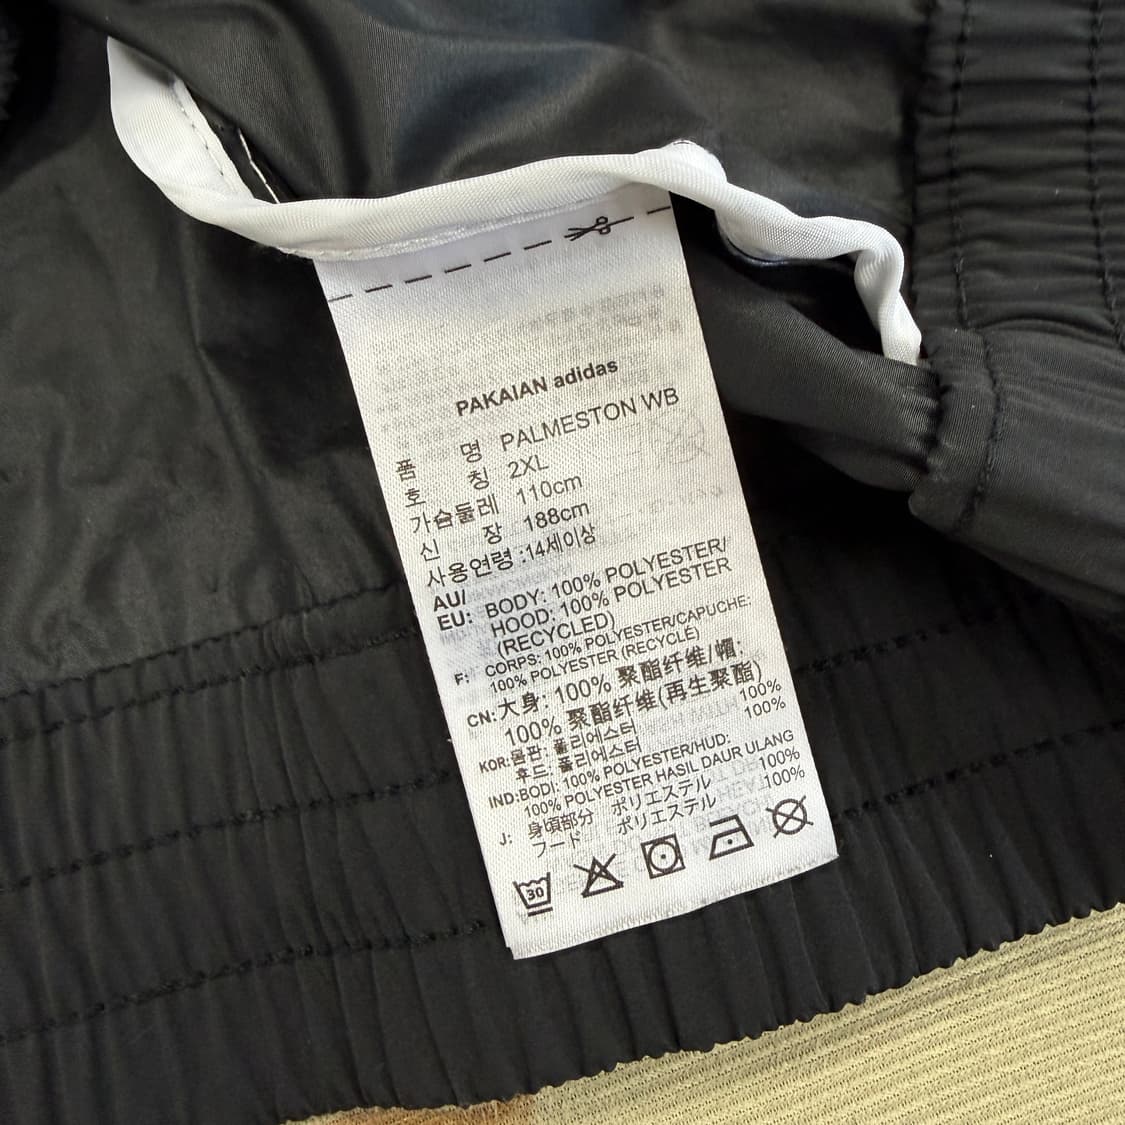 PAKAIAN adidas
품 명 PALMESTON WB
호 칭 2XL
가슴둘레 110cm
신 장 188cm
사용연령 :14세이상
AU/
EU: BODY: 100% POLYESTER/
HOOD: 100% POLYESTER
(RECYCLED)
F: CORPS: 100% POLYESTER/CAPUCHE:
100% POLYESTER (RECYCLÉ)
CN: 大身: 100% 聚酯纤维/帽:
100% 聚酯纤维(再生聚酯)
KOR: 몸판: 폴리에스터 100%
후드: 폴리에스터 100%
IND: BODI: 100% POLYESTER/HUD:
100% POLYESTER HASIL DAUR ULANG
J: 身頃部分 ポリエステル 100%
フード ポリエステル 100%
30